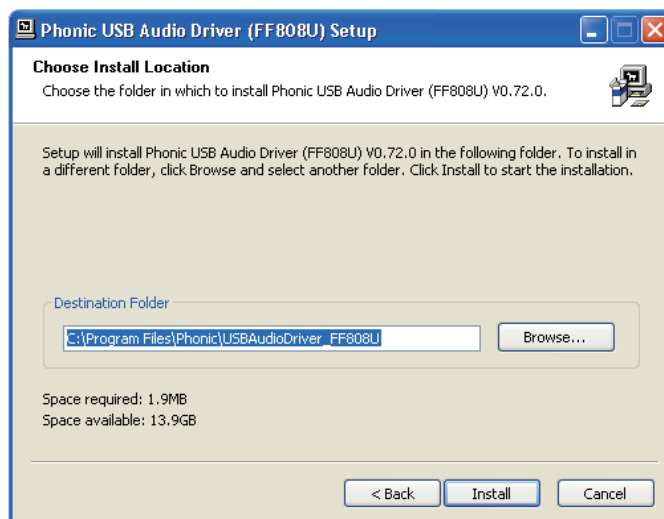 Phonic USB Audio Driver (FF808U) Setup
Choose Install Location
Choose the folder in which to install Phonic USB Audio Driver (FF808U) V0.72.0.
Setup will install Phonic USB Audio Driver (FF808U) V0.72.0 in the following folder. To install in
a different folder, click Browse and select another folder. Click Install to start the installation.
Destination Folder
C:\Program Files\Phonic\USBAudioDriver_FF808U
Browse...
Space required: 1.9MB
Space available: 13.9GB
< Back
Install
Cancel